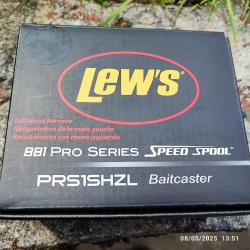 Lew's
Left Hand Retrieve
Récupération de la main gauche
Recuperación con mano izquierda
BB1 Pro Series Speed Spool
PRS1SHZL Baitcaster
08/05/2025 13:51